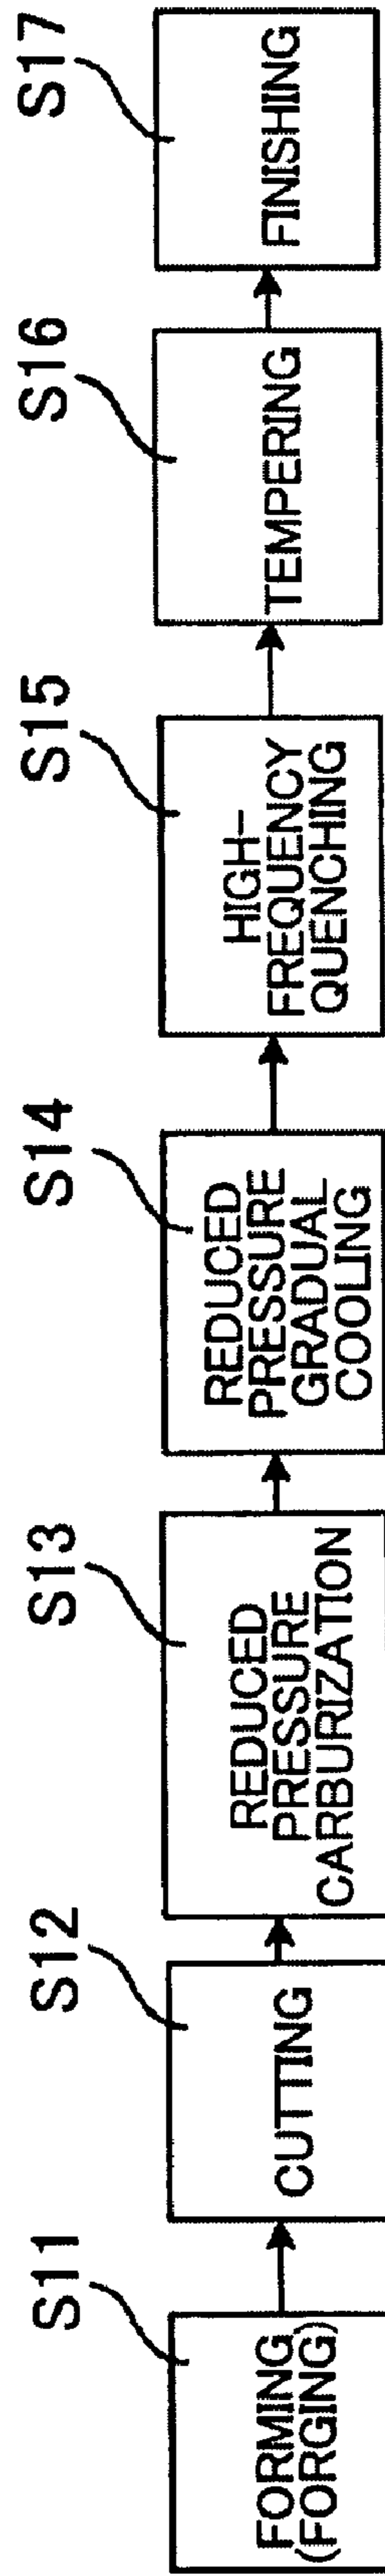 S11
FORMING
(FORGING)
S12
CUTTING
S13
REDUCED
PRESSURE
CARBURIZATION
S14
REDUCED
PRESSURE
GRADUAL
COOLING
S15
HIGH-
FREQUENCY
QUENCHING
S16
TEMPERING
S17
FINISHING